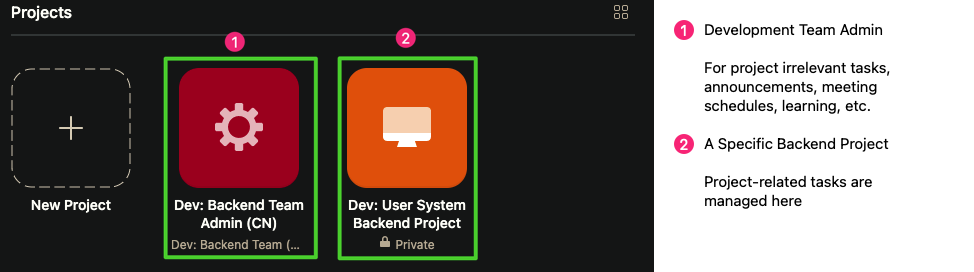 Projects
1
2
New Project
Dev: Backend Team
Admin (CN)
Dev: Backend Team (...
Dev: User System
Backend Project
Private
1 Development Team Admin
For project irrelevant tasks,
announcements, meeting
schedules, learning, etc.
2 A Specific Backend Project
Project-related tasks are
managed here